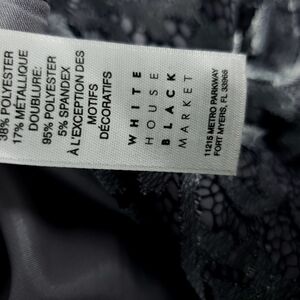 38% POLYESTER
17% MÉTALLIQUE
DOUBLURE:
95% POLYESTER
5% SPANDEX
À L'EXCEPTION DES
MOTIFS
DÉCORATIFS
WHITE
HOUSE
BLACK
MARKET
11215 METRO PARKWAY
FORT MYERS, FL 33966